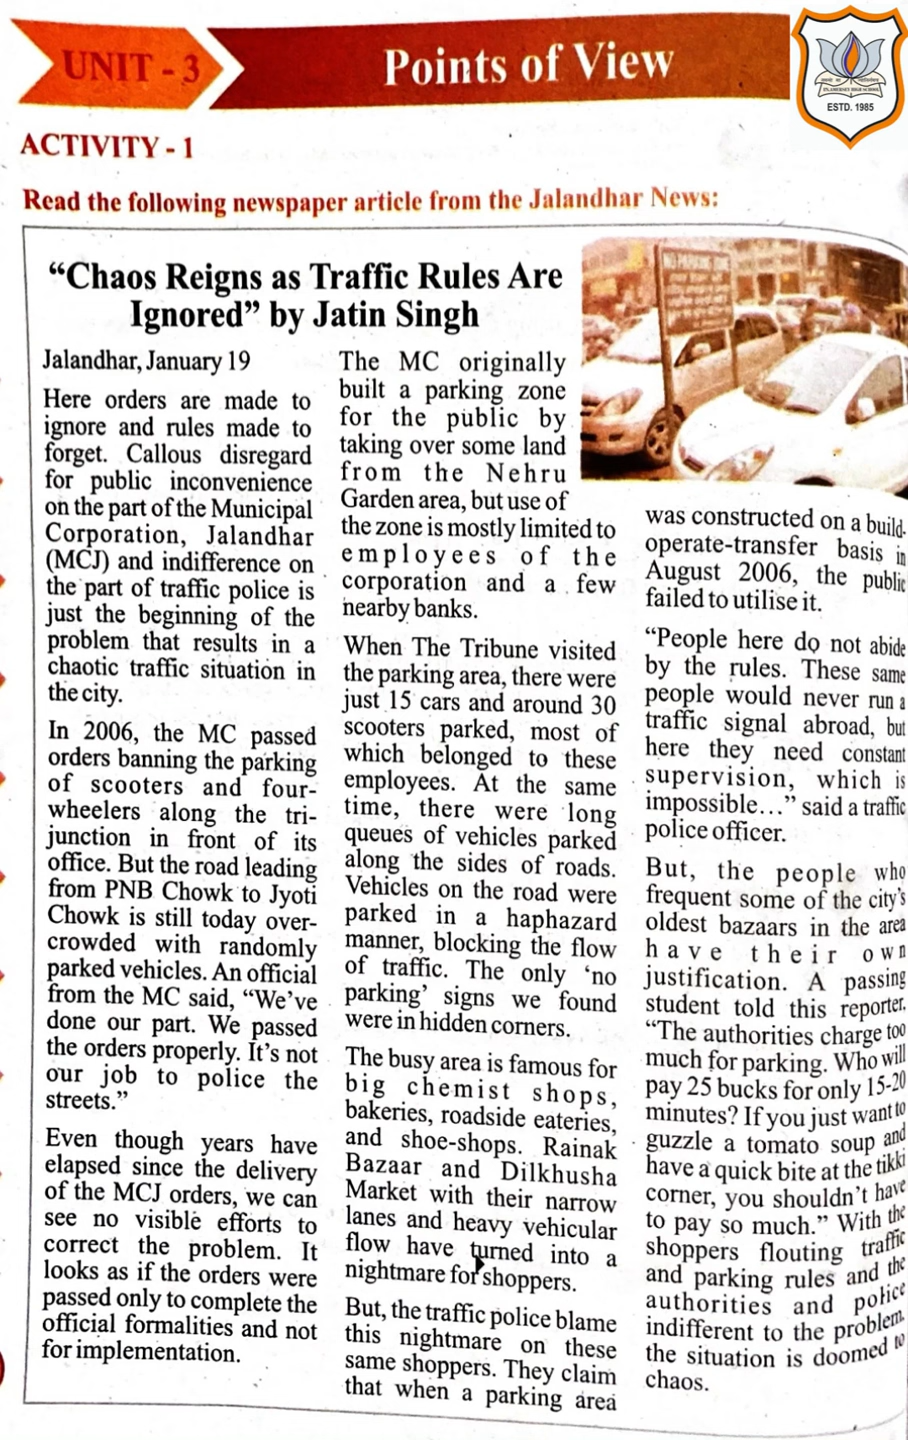 UNIT - 3
Points of View
ESTD. 1985
ACTIVITY - 1
Read the following newspaper article from the Jalandhar News:
"Chaos Reigns as Traffic Rules Are
Ignored" by Jatin Singh
Jalandhar, January 19
Here orders are made to
ignore and rules made to
forget. Callous disregard
for public inconvenience
on the part of the Municipal
Corporation, Jalandhar
(MCJ) and indifference on
the part of traffic police is
just the beginning of the
problem that results in a
chaotic traffic situation in
the city.
In 2006, the MC passed
orders banning the parking
of scooters and four-
wheelers along the tri-
junction in front of its
office. But the road leading
from PNB Chowk to Jyoti
Chowk is still today over-
crowded with randomly
parked vehicles. An official
from the MC said, "We've
done our part. We passed
the orders properly. It's not
our job to police the
streets."
Even though years have
elapsed since the delivery
of the MCJ orders, we can
see no visible efforts to
correct the problem. It
looks as if the orders were
passed only to complete the
official formalities and not
for implementation.
The MC originally
built a parking zone
for the public by
taking over some land
from the Nehru
Garden area, but use of
the zone is mostly limited to
employees of the
corporation and a few
nearby banks.
When The Tribune visited
the parking area, there were
just 15 cars and around 30
scooters parked, most of
which belonged to these
employees. At the same
time, there were long
queues of vehicles parked
along the sides of roads.
Vehicles on the road were
parked in a haphazard
manner, blocking the flow
of traffic. The only 'no
parking' signs we found
were in hidden corners.
The busy area is famous for
big chemist shops,
bakeries, roadside eateries,
and shoe-shops. Rainak
Bazaar and Dilkhusha
Market with their narrow
lanes and heavy vehicular
flow have turned into a
nightmare for shoppers.
But, the traffic police blame
this nightmare on these
same shoppers. They claim
that when a parking area
NO PARKING ZONE
was constructed on a build-
operate-transfer basis in
August 2006, the public
failed to utilise it.
"People here do not abide
by the rules. These same
people would never run a
traffic signal abroad, but
here they need constant
supervision, which is
impossible..." said a traffic
police officer.
But, the people who
frequent some of the city's
oldest bazaars in the area
have their own
justification. A passing
student told this reporter.
"The authorities charge too
much for parking. Who will
pay 25 bucks for only 15-20
minutes? If you just want to
guzzle a tomato soup and
have a quick bite at the tikki
corner, you shouldn't have
to pay so much." With the
shoppers flouting traffic
and parking rules and the
authorities and police
indifferent to the problem,
the situation is doomed to
chaos.